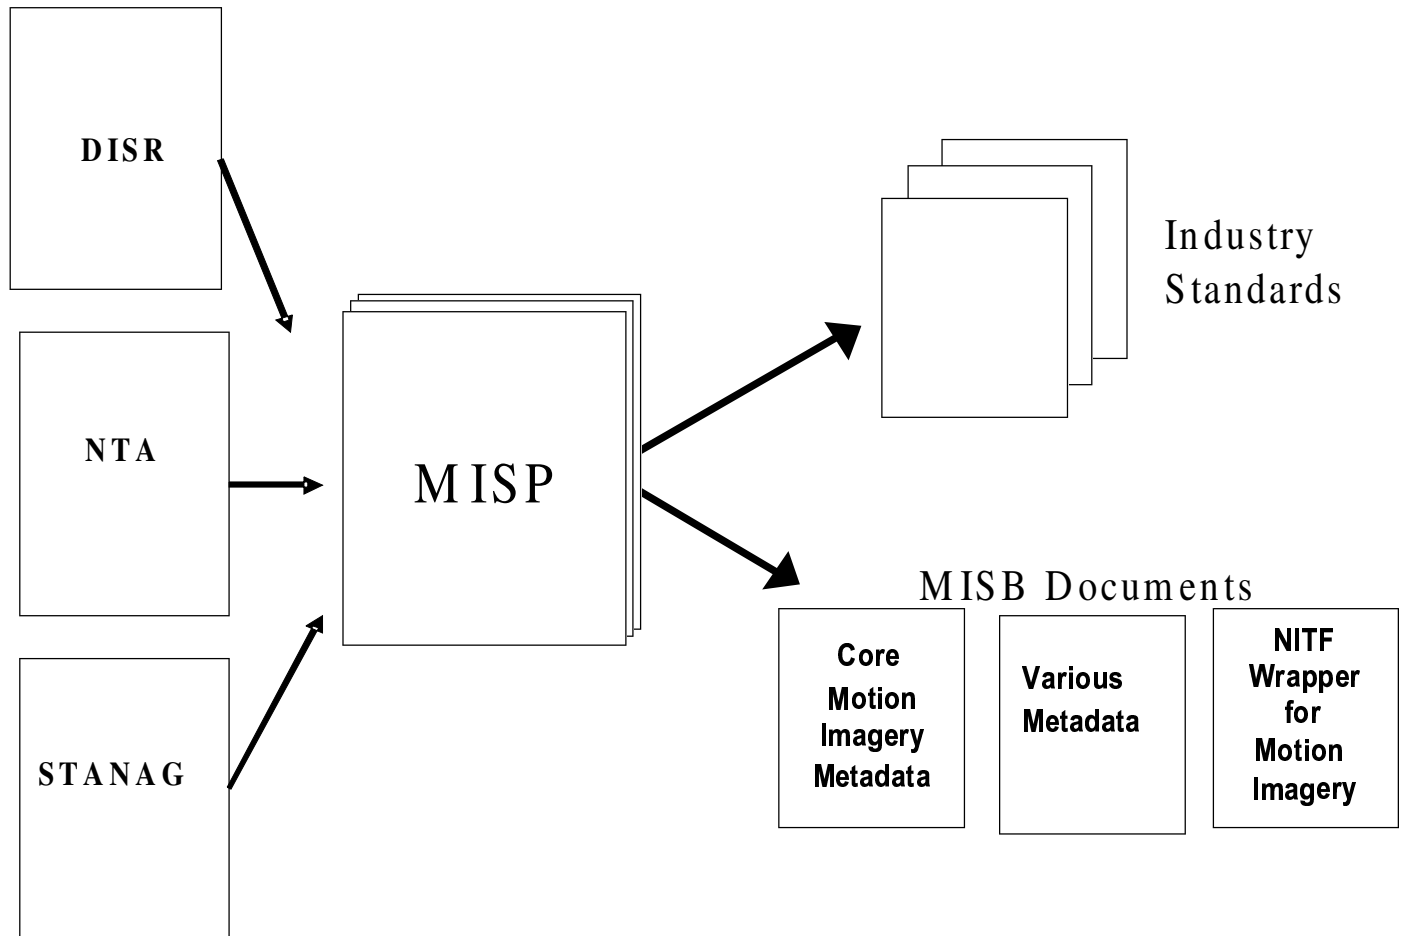 DISR
NTA
STANAG
MISP
Industry
Standards
MISB Documents
Core
Motion
Imagery
Metadata
Various
Metadata
NITF
Wrapper
for
Motion
Imagery